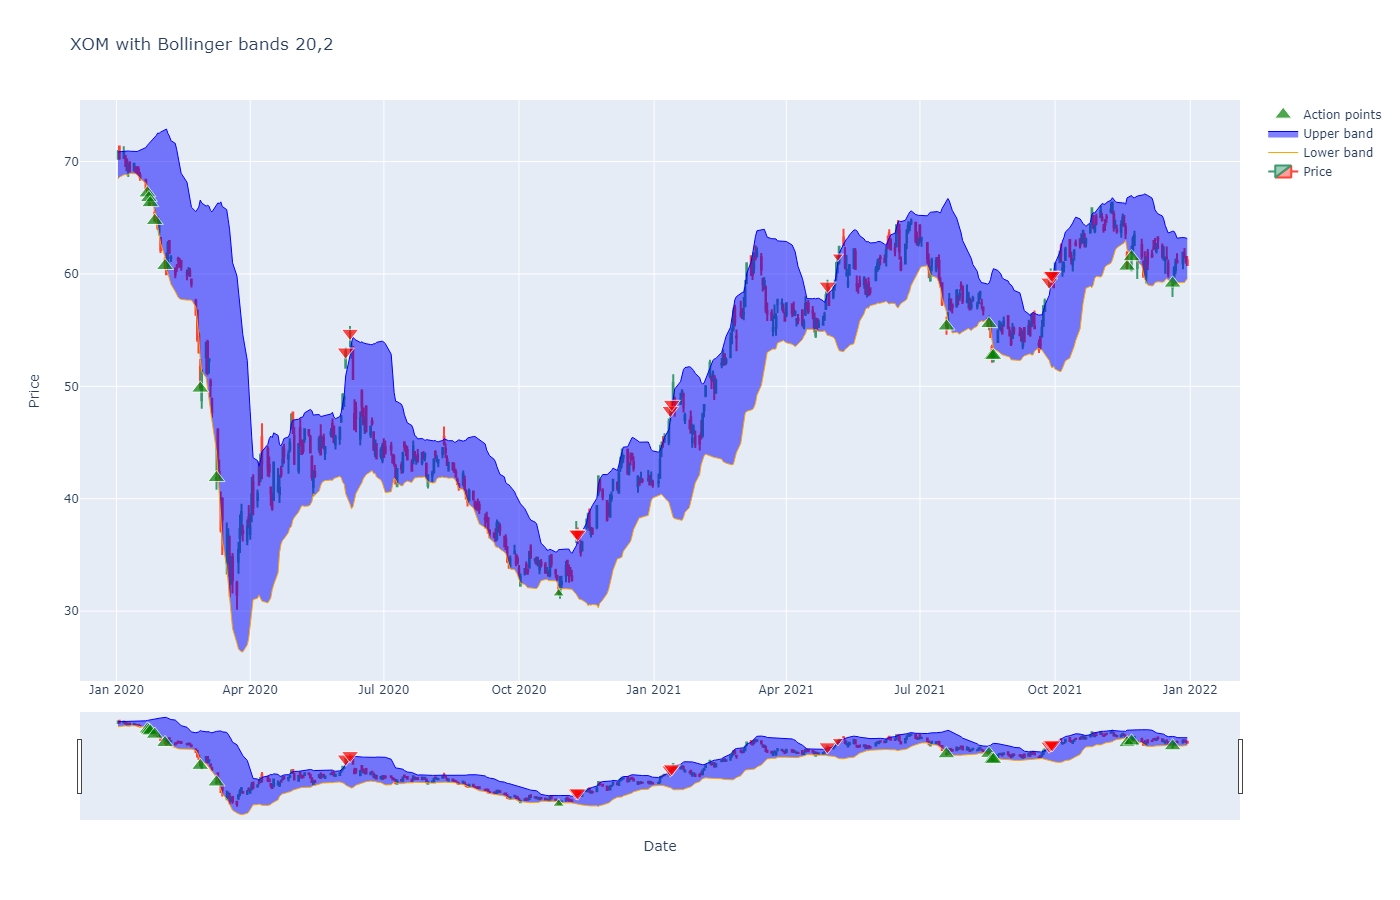 XOM with Bollinger bands 20,2
Action points
Upper band
Lower band
Price
70
60
50
40
30
Price
Jan 2020
Apr 2020
Jul 2020
Oct 2020
Jan 2021
Apr 2021
Jul 2021
Oct 2021
Jan 2022
Date